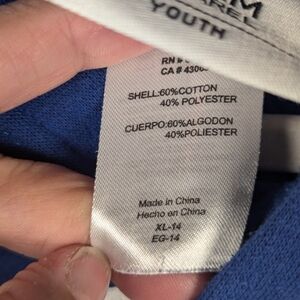 YOUTH
RN #
CA # 4300
SHELL:60%COTTON
40% POLYESTER
CUERPO:60%ALGODON
40%POLIESTER
Made in China
Hecho en China
XL-14
EG-14